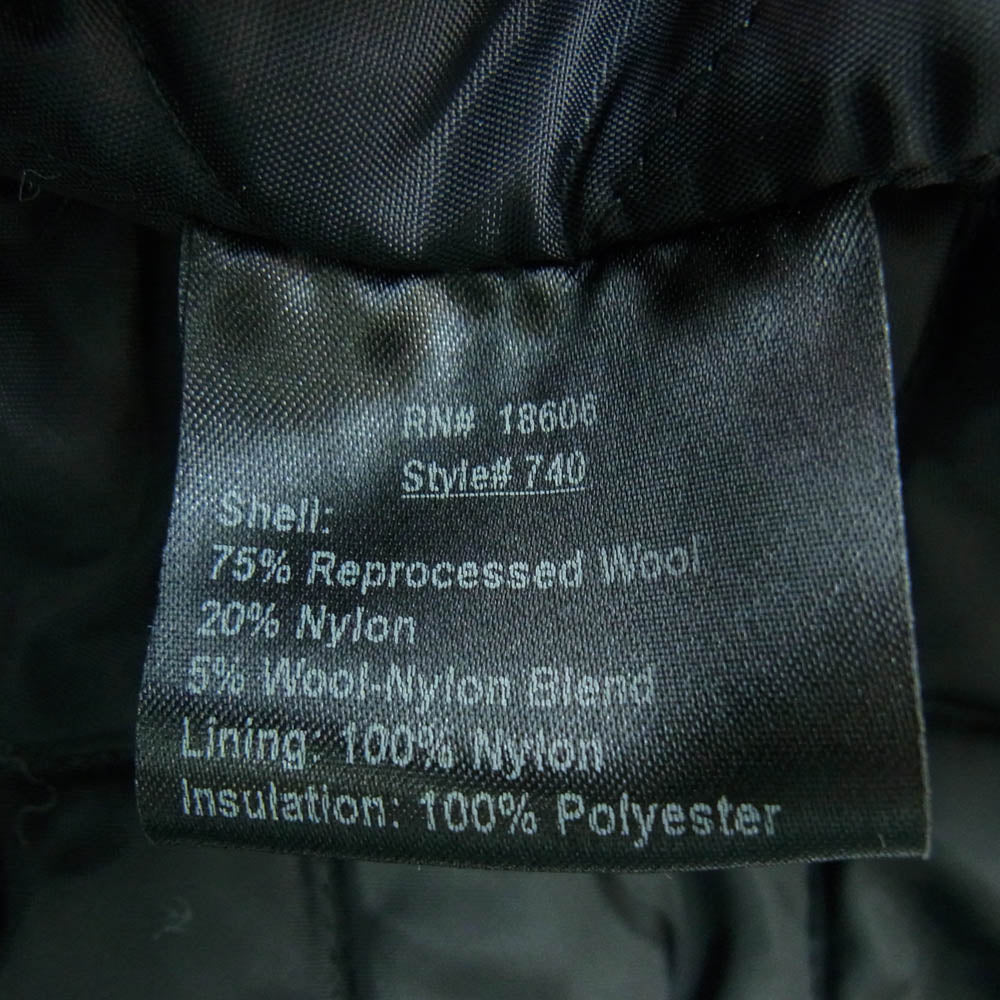 RN# 18606
Style# 740
Shell:
75% Reprocessed Wool
20% Nylon
5% Wool-Nylon Blend
Lining: 100% Nylon
Insulation: 100% Polyester